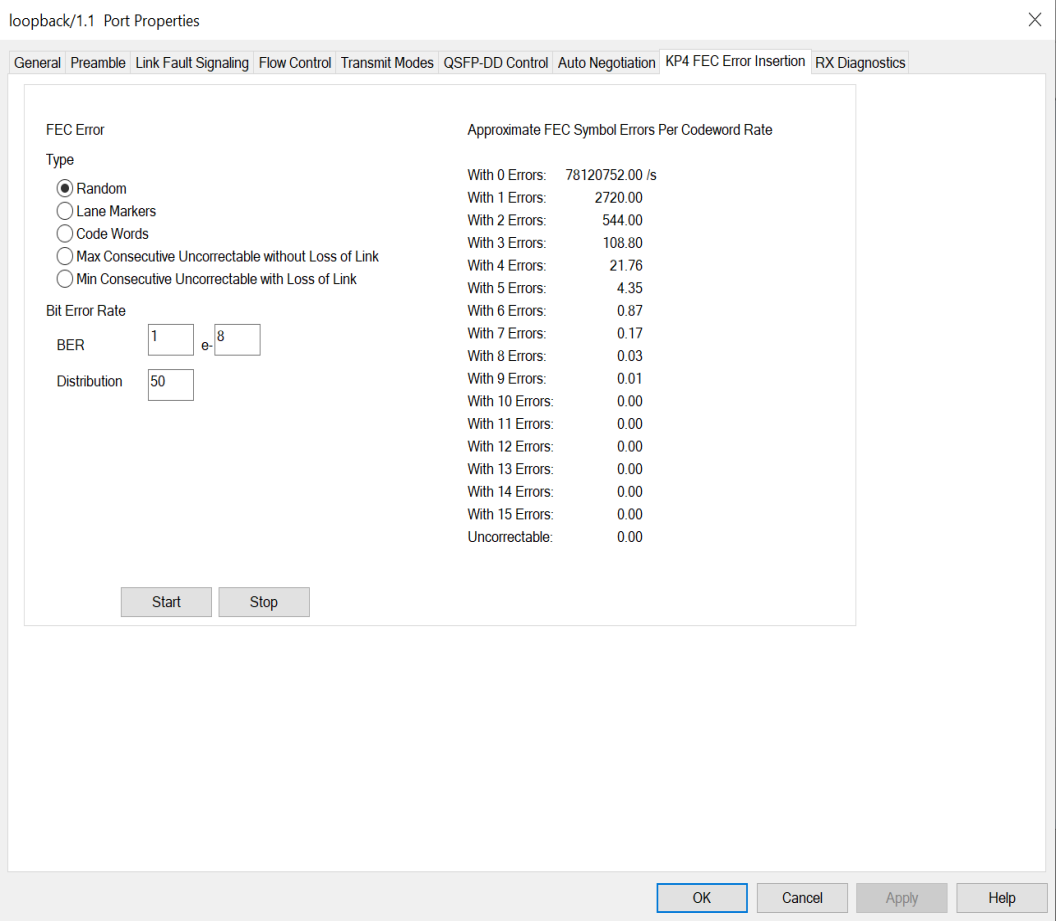 loopback/1.1 Port Properties
General Preamble Link Fault Signaling Flow Control Transmit Modes QSFP-DD Control Auto Negotiation KP4 FEC Error Insertion RX Diagnostics
FEC Error
Type
Random
Lane Markers
Code Words
Max Consecutive Uncorrectable without Loss of Link
Min Consecutive Uncorrectable with Loss of Link
Bit Error Rate
BER 1 e- 8
Distribution 50
Start Stop
Approximate FEC Symbol Errors Per Codeword Rate
With 0 Errors: 78120752.00 /s
With 1 Errors: 2720.00
With 2 Errors: 544.00
With 3 Errors: 108.80
With 4 Errors: 21.76
With 5 Errors: 4.35
With 6 Errors: 0.87
With 7 Errors: 0.17
With 8 Errors: 0.03
With 9 Errors: 0.01
With 10 Errors: 0.00
With 11 Errors: 0.00
With 12 Errors: 0.00
With 13 Errors: 0.00
With 14 Errors: 0.00
With 15 Errors: 0.00
Uncorrectable: 0.00
OK Cancel Apply Help